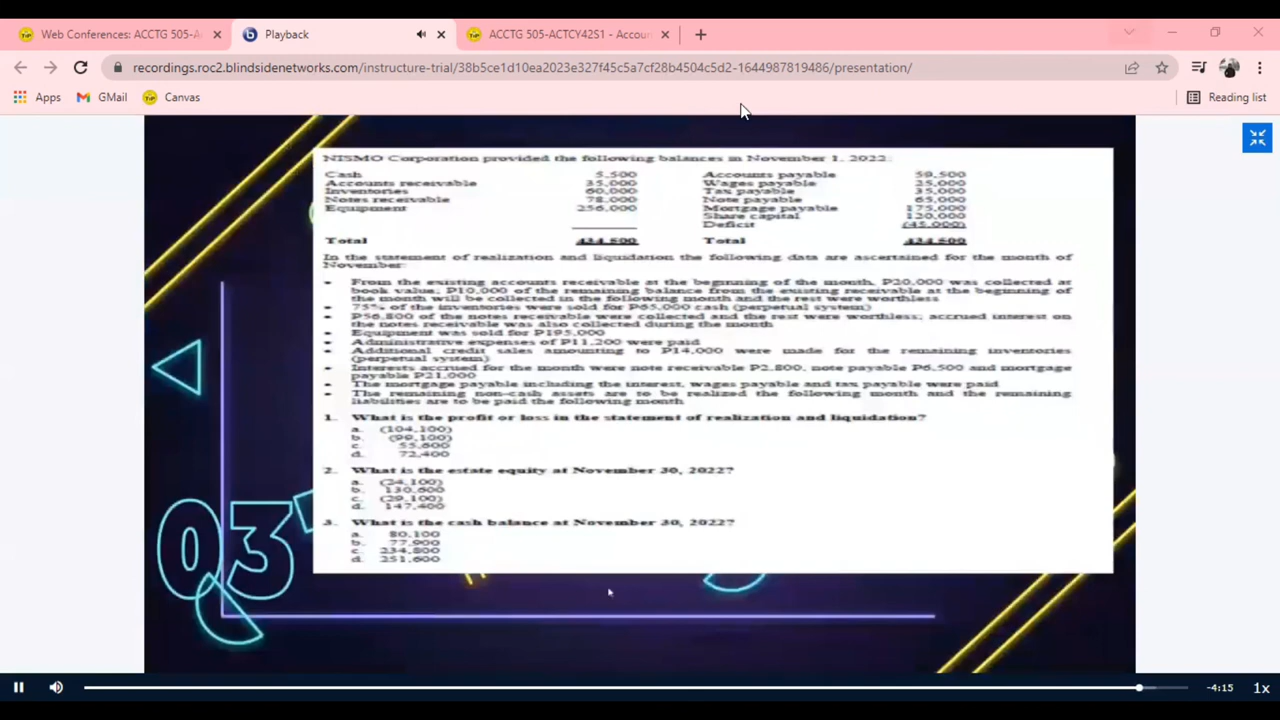 Web Conferences: ACCTG 505-A
Playback
ACCTG 505-ACTCY42S1 - Accou
recordings.roc2.blindsidenetworks.com/instructure-trial/38b5ce1d10ea2023e327f45c5a7cf28b4504c5d2-1644987819486/presentation/
Apps GMail Canvas Reading list
NISMO Corporation provided the following balances in November 1, 2022:
Cash 5,500 Accounts payable 59,500
Accounts receivable 35,000 Wages payable 25,000
Inventories 60,000 Tax payable 35,000
Notes receivable 78,000 Note payable 65,000
Equipment 256,000 Mortgage payable 175,000
Share capital 120,000
Deficit (45,000)
Total 434,500 Total 434,500
In the statement of realization and liquidation the following data are ascertained for the month of
November:
• From the existing accounts receivable at the beginning of the month, P20,000 was collected at
book value; P10,000 of the remaining balance from the existing receivable at the beginning of
the month will be collected in the following month and the rest were worthless
• 75% of the inventories were sold for P65,000 cash (perpetual system)
• P56,800 of the notes receivable were collected and the rest were worthless; accrued interest on
the notes receivable was also collected during the month
• Equipment was sold for P195,000
• Administrative expenses of P11,200 were paid
• Additional credit sales amounting to P14,000 were made for the remaining inventories
(perpetual system)
• Interests accrued for the month were note receivable P2,800, note payable P6,500 and mortgage
payable P21,000
• The mortgage payable including the interest, wages payable and tax payable were paid
• The remaining non-cash assets are to be realized the following month and the remaining
liabilities are to be paid the following month
1. What is the profit or loss in the statement of realization and liquidation?
a. (104,100)
b. (99,100)
c. 55,600
d. 72,400
2. What is the estate equity at November 30, 2022?
a. (24,100)
b. 130,600
c. (29,100)
d. 147,400
3. What is the cash balance at November 30, 2022?
a. 80,100
b. 77,900
c. 234,800
d. 251,600
03
-4:15 1x